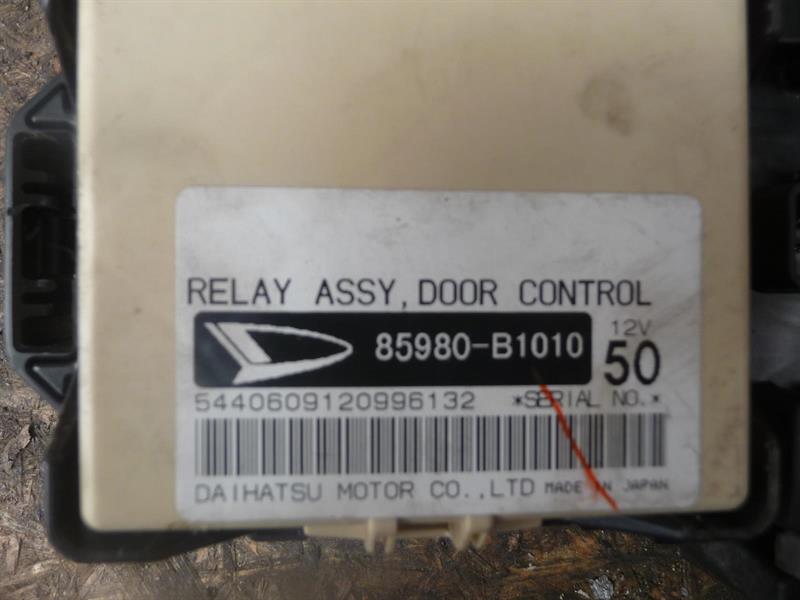 RELAY ASSY, DOOR CONTROL
85980-B1010
12V
50
5440609120996132 *SERIAL NO.*
DAIHATSU MOTOR CO.,LTD MADE IN JAPAN